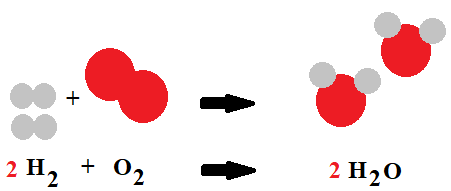 +
2 H₂ + O₂ 2 H₂O